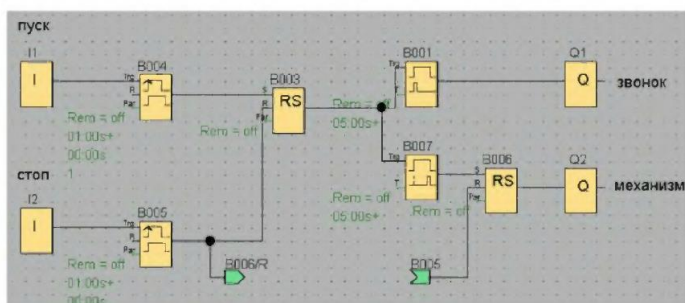 пуск
I1
I
B004
Trg
R
Par
Rem = off
01:00s+
00:00s
1
B003
S
R
Par
RS
Rem = off
B001
Trg
T
Rem = off
05:00s+
Q1
Q
звонок
стоп
I2
I
B005
Trg
R
Par
Rem = off
01:00s+
B006/R
B007
Trg
T
Rem = off
05:00s+
B006
S
R
Par
RS
Rem = off
B005
Q2
Q
механизм